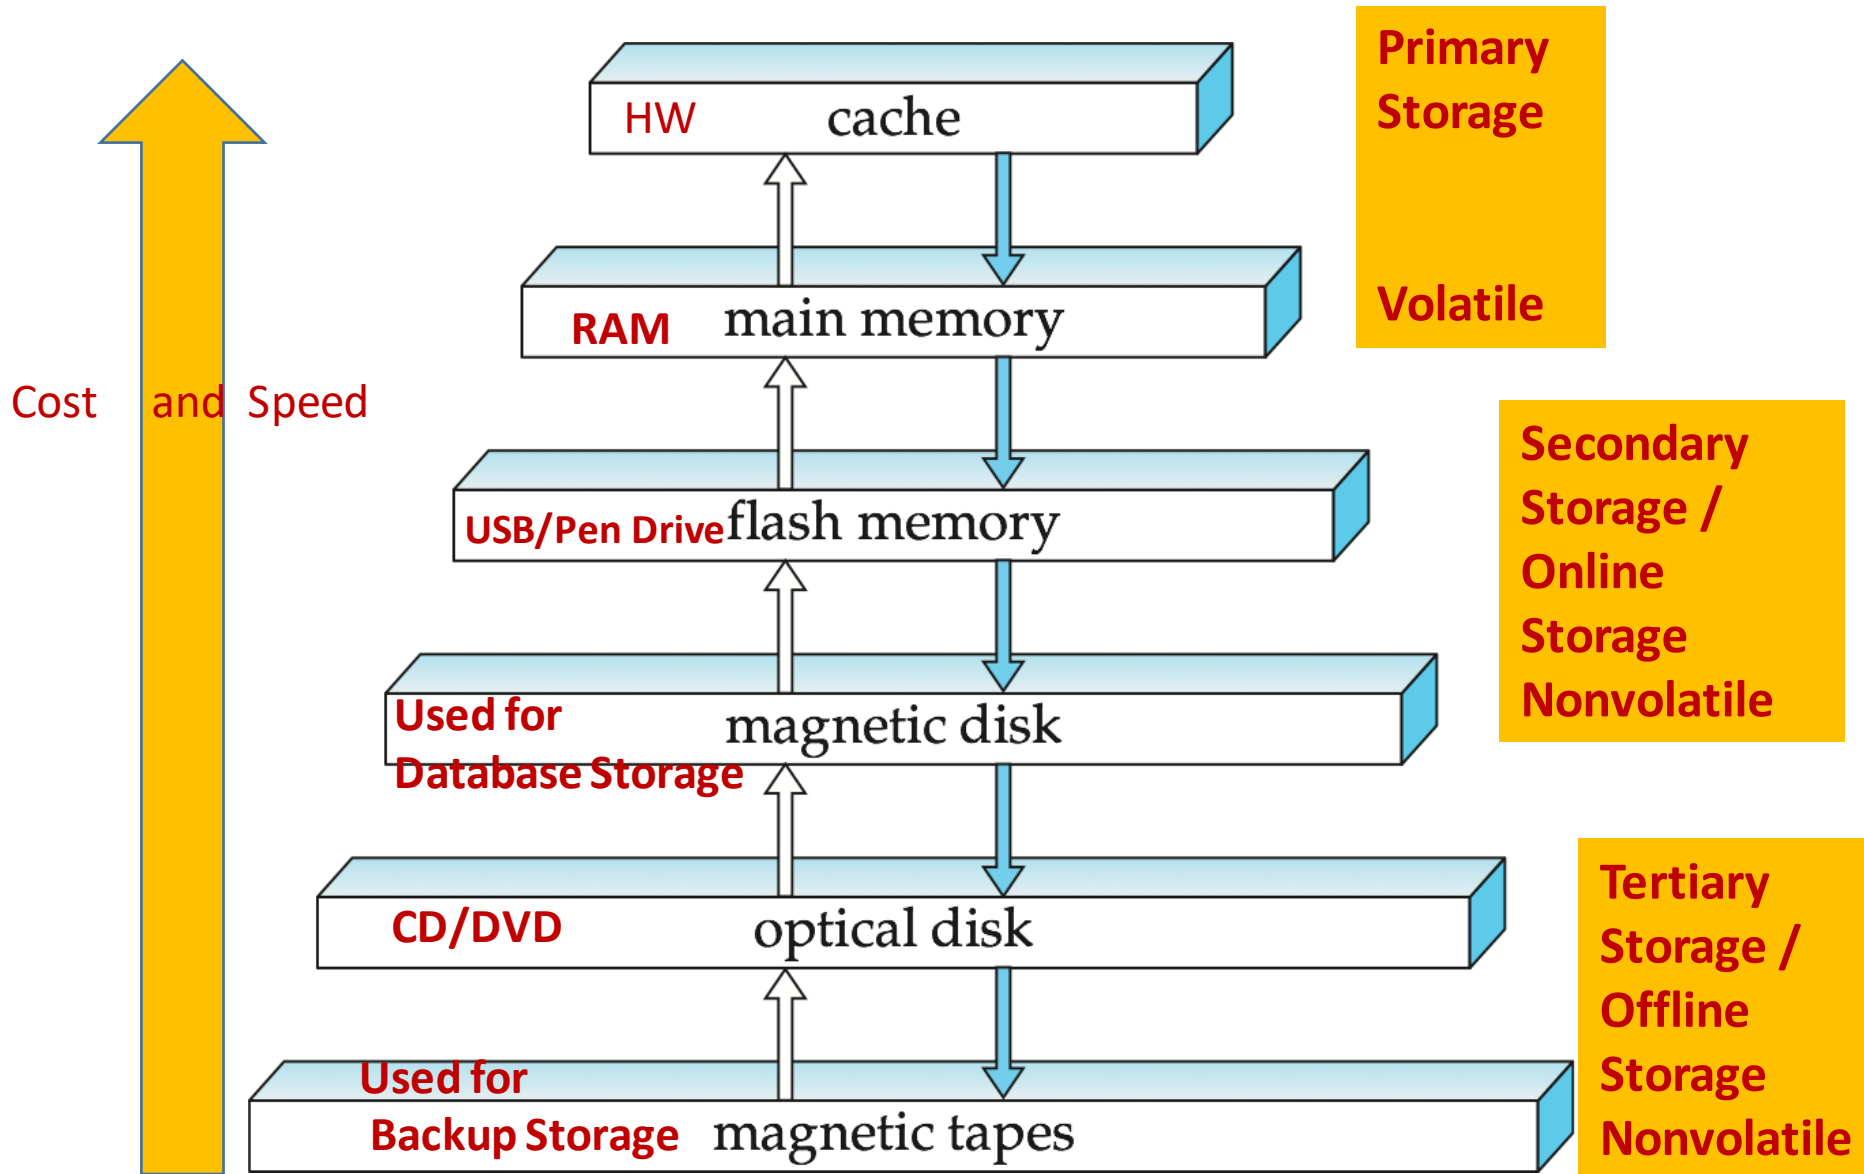 Primary
Storage
Volatile
HW cache
RAM main memory
Cost and Speed
Secondary
Storage /
Online
Storage
Nonvolatile
USB/Pen Drive flash memory
Used for
Database Storage
magnetic disk
CD/DVD optical disk
Tertiary
Storage /
Offline
Storage
Nonvolatile
Used for
Backup Storage
magnetic tapes